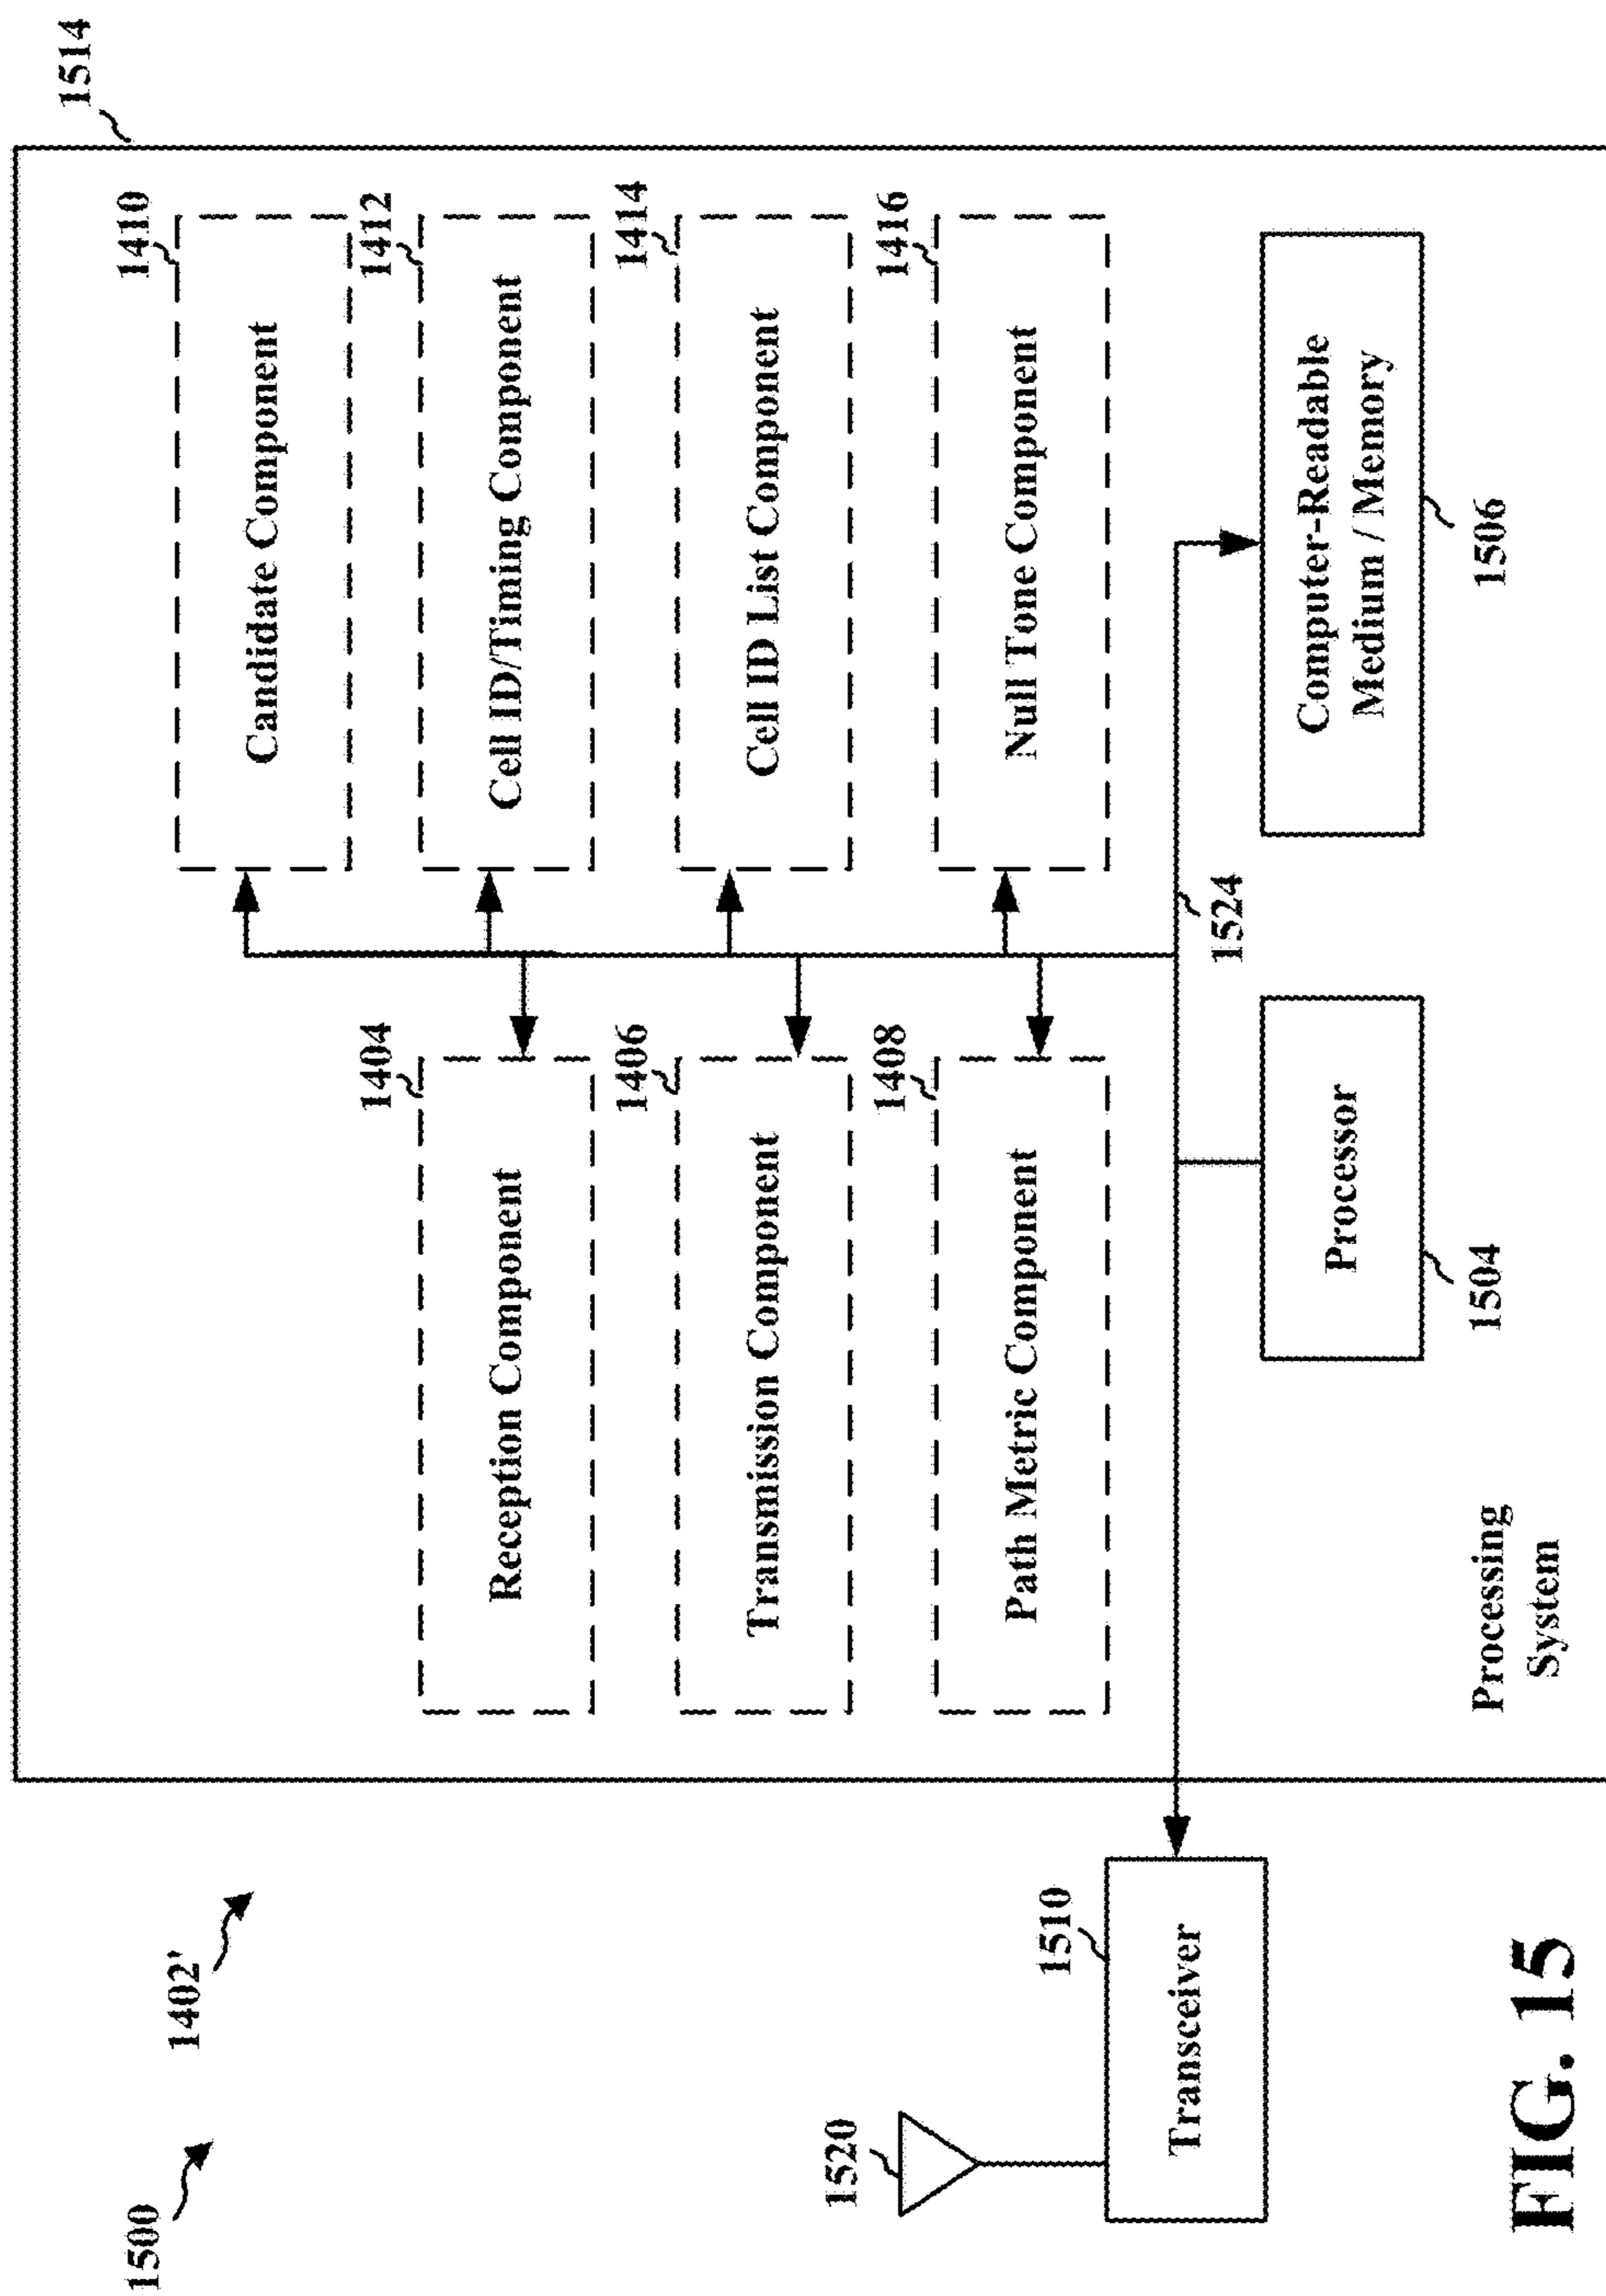 1500
1402'
1514
1410
Candidate Component
1404
Reception Component
1412
Cell ID/Timing Component
1406
Transmission Component
1414
Cell ID List Component
1408
Path Metric Component
1416
Null Tone Component
1520
1510
Transceiver
1524
Processor
1504
Computer-Readable
Medium / Memory
1506
Processing
System
FIG. 15